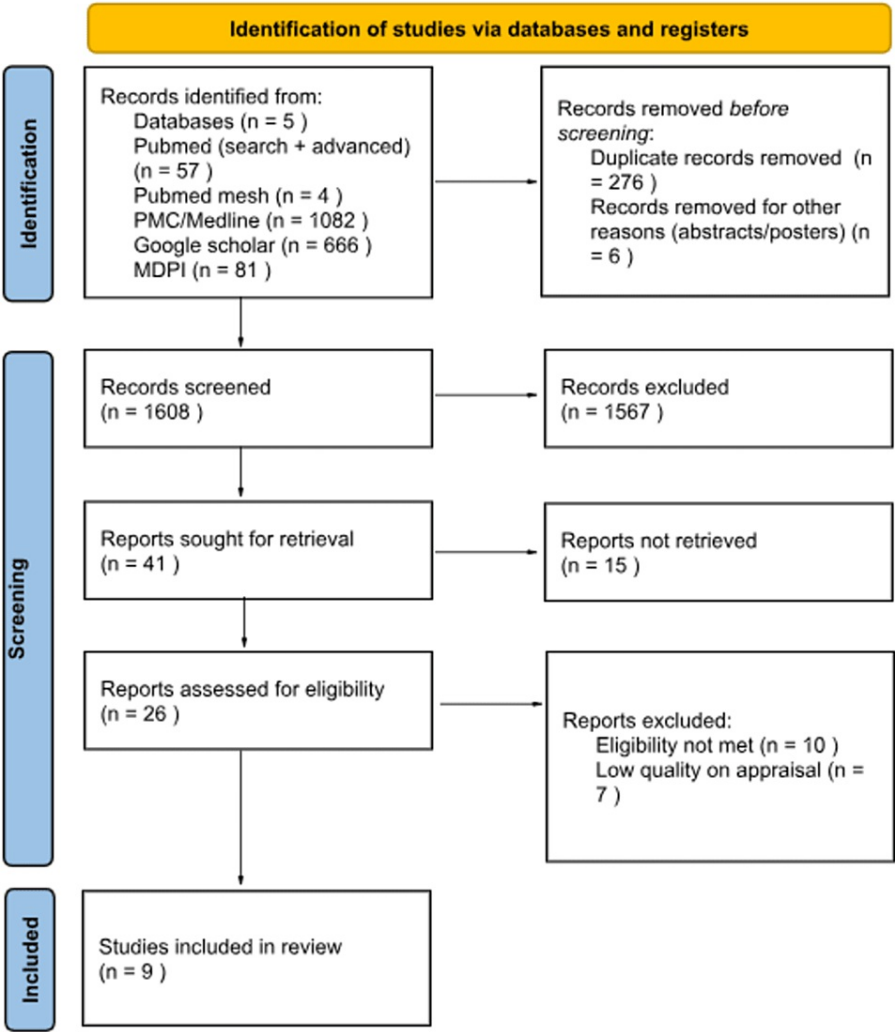 Identification of studies via databases and registers
Identification
Records identified from:
Databases (n = 5 )
Pubmed (search + advanced)
(n = 57 )
Pubmed mesh (n = 4 )
PMC/Medline (n = 1082 )
Google scholar (n = 666 )
MDPI (n = 81 )
Records removed before
screening:
Duplicate records removed (n
= 276 )
Records removed for other
reasons (abstracts/posters) (n
= 6 )
Screening
Records screened
(n = 1608 )
Records excluded
(n = 1567 )
Reports sought for retrieval
(n = 41 )
Reports not retrieved
(n = 15 )
Reports assessed for eligibility
(n = 26 )
Reports excluded:
Eligibility not met (n = 10 )
Low quality on appraisal (n =
7 )
Included
Studies included in review
(n = 9 )